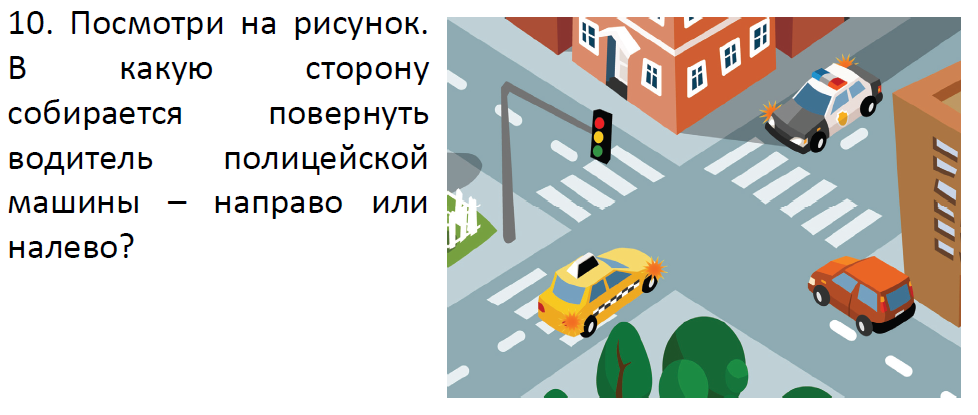 10. Посмотри на рисунок.
В какую сторону
собирается повернуть
водитель полицейской
машины – направо или
налево?